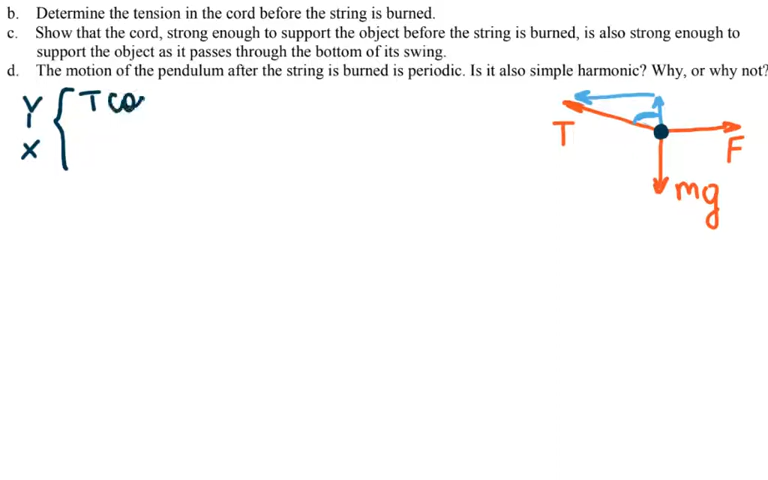 b. Determine the tension in the cord before the string is burned.
c. Show that the cord, strong enough to support the object before the string is burned, is also strong enough to
support the object as it passes through the bottom of its swing.
d. The motion of the pendulum after the string is burned is periodic. Is it also simple harmonic? Why, or why not?
Y { T co
X
T
F
mg